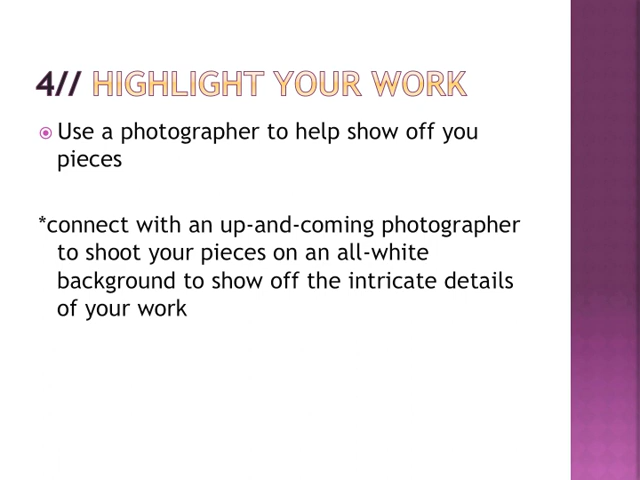 4// HIGHLIGHT YOUR WORK
Use a photographer to help show off you
pieces
*connect with an up-and-coming photographer
to shoot your pieces on an all-white
background to show off the intricate details
of your work